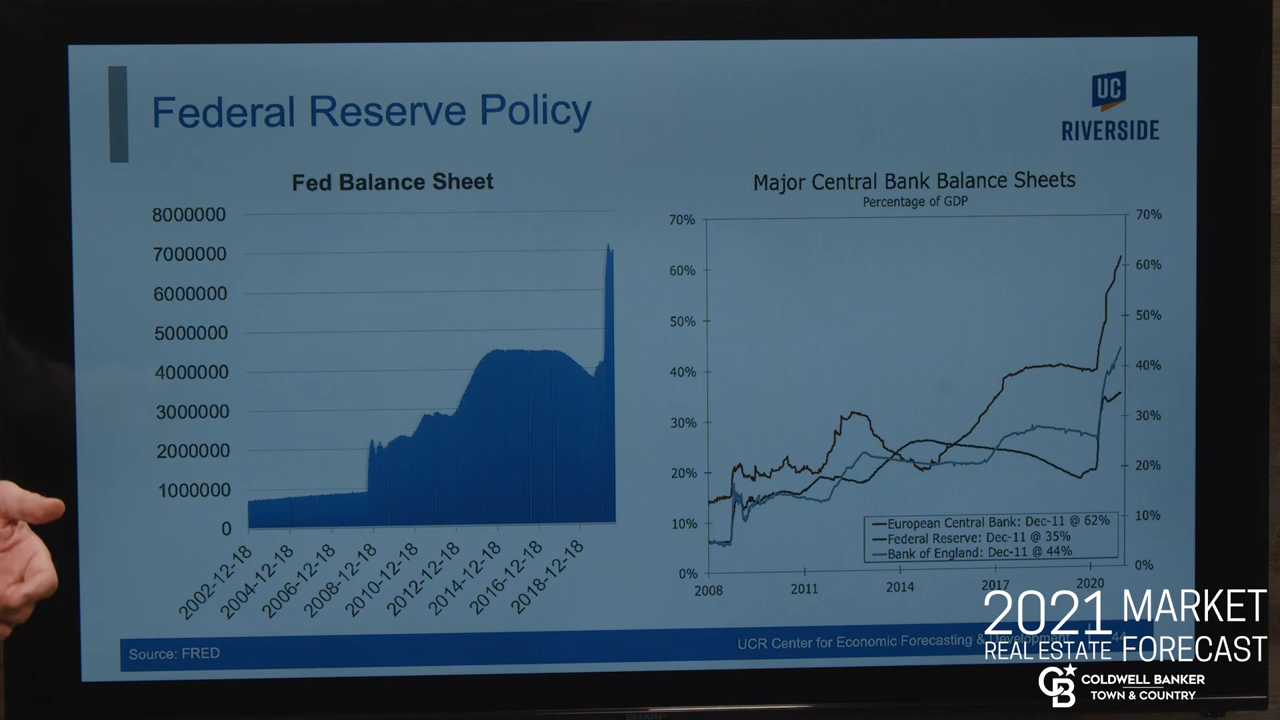 Federal Reserve Policy
UC
RIVERSIDE
Fed Balance Sheet
8000000
7000000
6000000
5000000
4000000
3000000
2000000
1000000
0
2002-12-18
2004-12-18
2006-12-18
2008-12-18
2010-12-18
2012-12-18
2014-12-18
2016-12-18
2018-12-18
Major Central Bank Balance Sheets
Percentage of GDP
70%
60%
50%
40%
30%
20%
10%
0%
70%
60%
50%
40%
30%
20%
10%
0%
European Central Bank: Dec-11 @ 62%
Federal Reserve: Dec-11 @ 35%
Bank of England: Dec-11 @ 44%
2008
2011
2014
2017
2020
Source: FRED
UCR Center for Economic Forecasting & Development | 44
2021 MARKET
REAL ESTATE FORECAST
CB
COLDWELL BANKER
TOWN & COUNTRY
SHARP